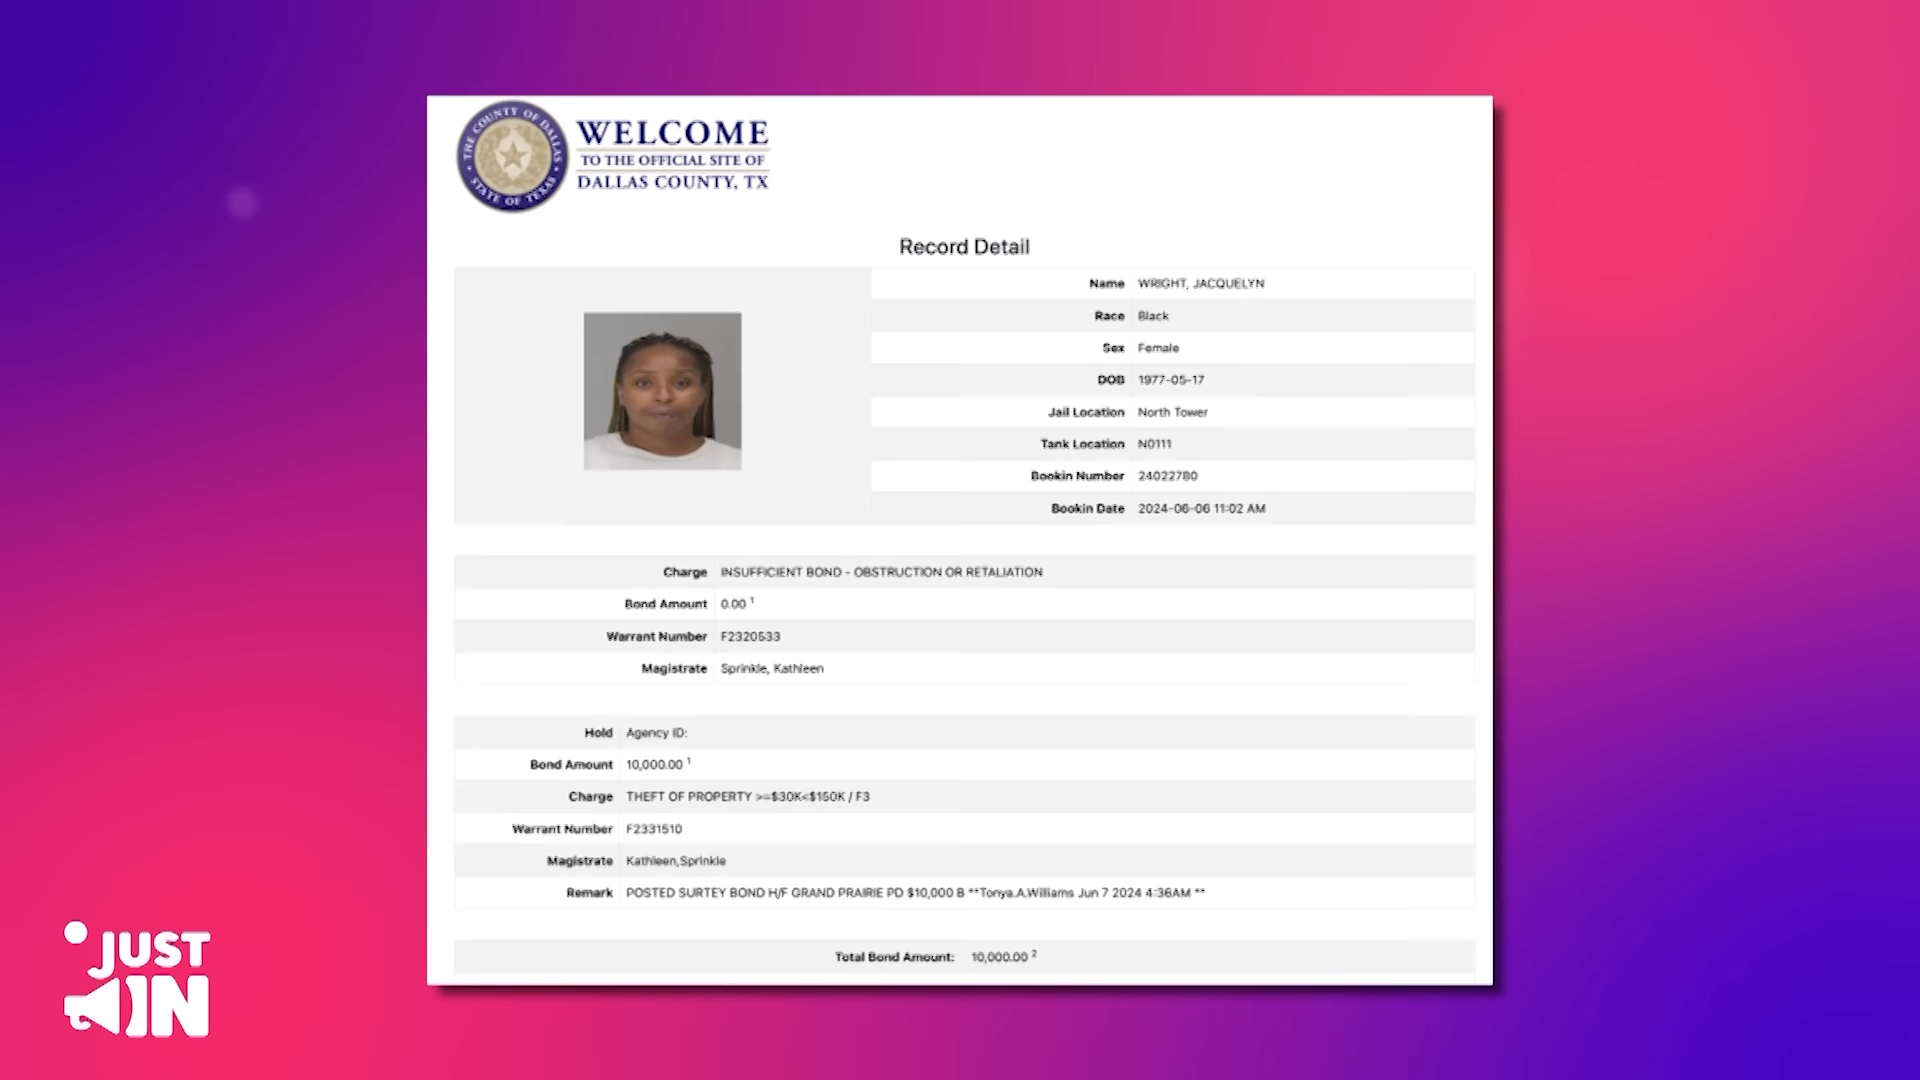 THE COUNTY OF DALLAS
STATE OF TEXAS
WELCOME
TO THE OFFICIAL SITE OF
DALLAS COUNTY, TX
Record Detail
Name WRIGHT, JACQUELYN
Race Black
Sex Female
DOB 1977-05-17
Jail Location North Tower
Tank Location N0111
Bookin Number 24022780
Bookin Date 2024-06-06 11:02 AM
Charge INSUFFICIENT BOND - OBSTRUCTION OR RETALIATION
Bond Amount 0.00 1
Warrant Number F2320533
Magistrate Sprinkle, Kathleen
Hold Agency ID:
Bond Amount 10,000.00 1
Charge THEFT OF PROPERTY >=$30K<$150K / F3
Warrant Number F2331510
Magistrate Kathleen,Sprinkle
Remark POSTED SURTEY BOND H/F GRAND PRAIRIE PD $10,000 B **Tonya.A.Williams Jun 7 2024 4:36AM **
Total Bond Amount: 10,000.00 2
JUST
IN